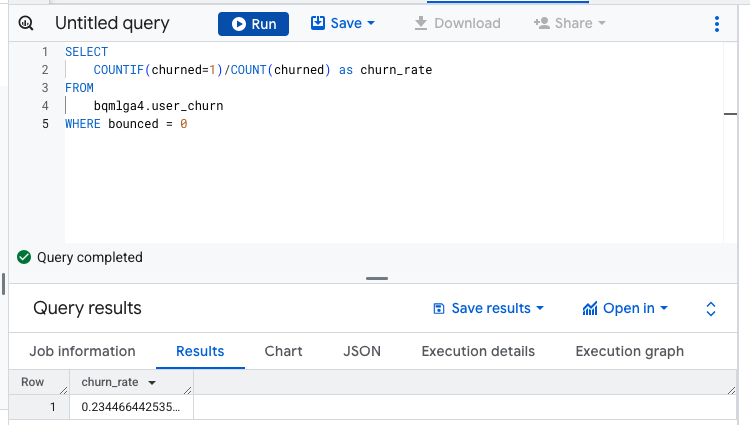 Untitled query Run Save Download Share
1 SELECT
2 COUNTIF(churned=1)/COUNT(churned) as churn_rate
3 FROM
4 bqmlga4.user_churn
5 WHERE bounced = 0
Query completed
Query results Save results Open in
Job information Results Chart JSON Execution details Execution graph
Row churn_rate
1 0.234466442535...